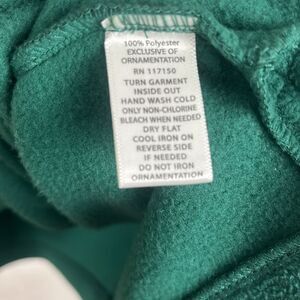 100% Polyester
EXCLUSIVE OF
ORNAMENTATION
RN 117150
TURN GARMENT
INSIDE OUT
HAND WASH COLD
ONLY NON-CHLORINE
BLEACH WHEN NEEDED
DRY FLAT
COOL IRON ON
REVERSE SIDE
IF NEEDED
DO NOT IRON
ORNAMENTATION